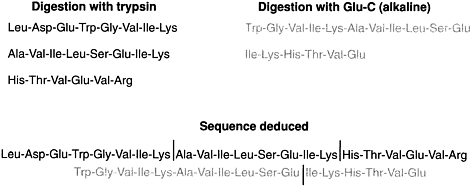 Digestion with trypsin
Leu-Asp-Glu-Trp-Gly-Val-Ile-Lys
Ala-Val-Ile-Leu-Ser-Glu-Ile-Lys
His-Thr-Val-Glu-Val-Arg
Digestion with Glu-C (alkaline)
Trp-Gly-Val-Ile-Lys-Ala-Val-Ile-Leu-Ser-Glu
Ile-Lys-His-Thr-Val-Glu
Sequence deduced
Leu-Asp-Glu-Trp-Gly-Val-Ile-Lys Ala-Val-Ile-Leu-Ser-Glu-Ile-Lys His-Thr-Val-Glu-Val-Arg
Trp-Gly-Val-Ile-Lys-Ala-Val-Ile-Leu-Ser-Glu Ile-Lys-His-Thr-Val-Glu